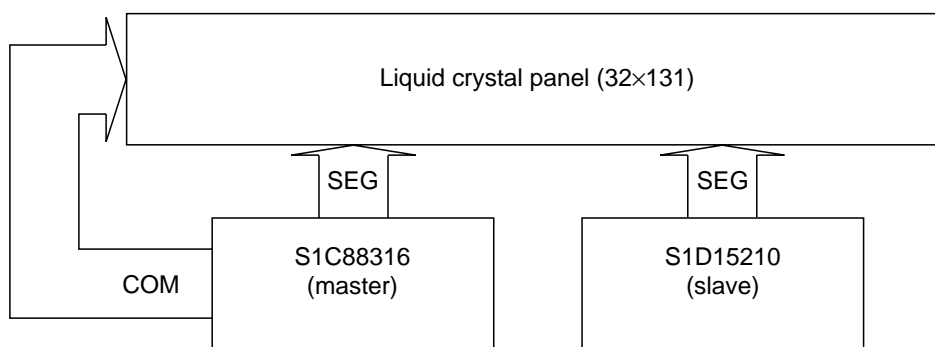 Liquid crystal panel (32×131)
SEG
SEG
S1C88316
(master)
S1D15210
(slave)
COM